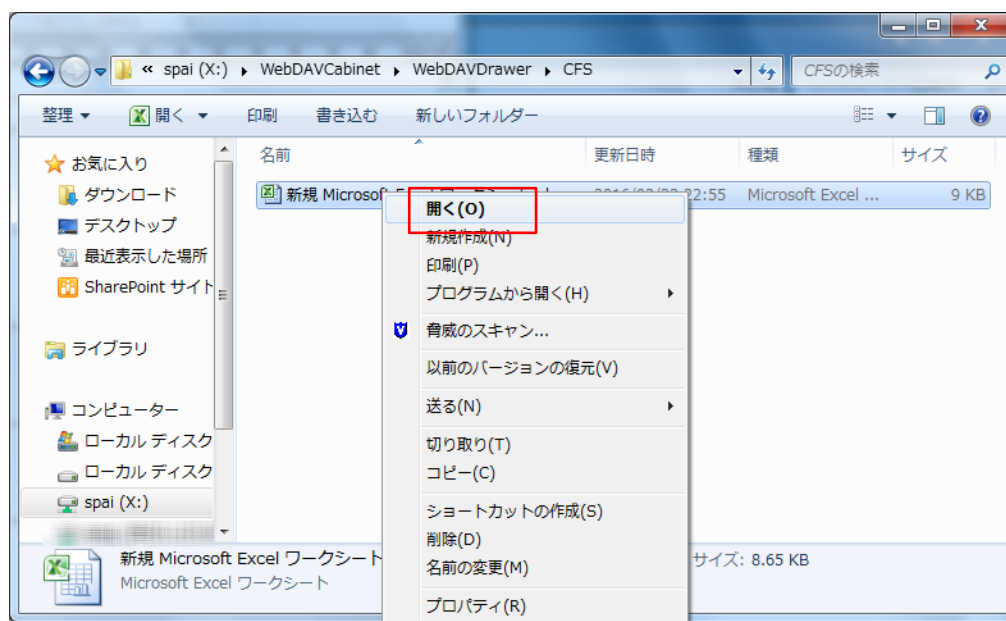 « spai (X:) ▸ WebDAVCabinet ▸ WebDAVDrawer ▸ CFS
CFSの検索
整理 ▼ 開く ▼ 印刷 書き込む 新しいフォルダー
お気に入り
ダウンロード
デスクトップ
最近表示した場所
SharePoint サイト
ライブラリ
コンピューター
ローカル ディスク
ローカル ディスク
spai (X:)
名前 更新日時 種類 サイズ
新規 Microsoft 22:55 Microsoft Excel ... 9 KB
開く(O)
新規作成(N)
印刷(P)
プログラムから開く(H)
脅威のスキャン...
以前のバージョンの復元(V)
送る(N)
切り取り(T)
コピー(C)
ショートカットの作成(S)
削除(D)
名前の変更(M)
プロパティ(R)
新規 Microsoft Excel ワークシート サイズ: 8.65 KB
Microsoft Excel ワークシート